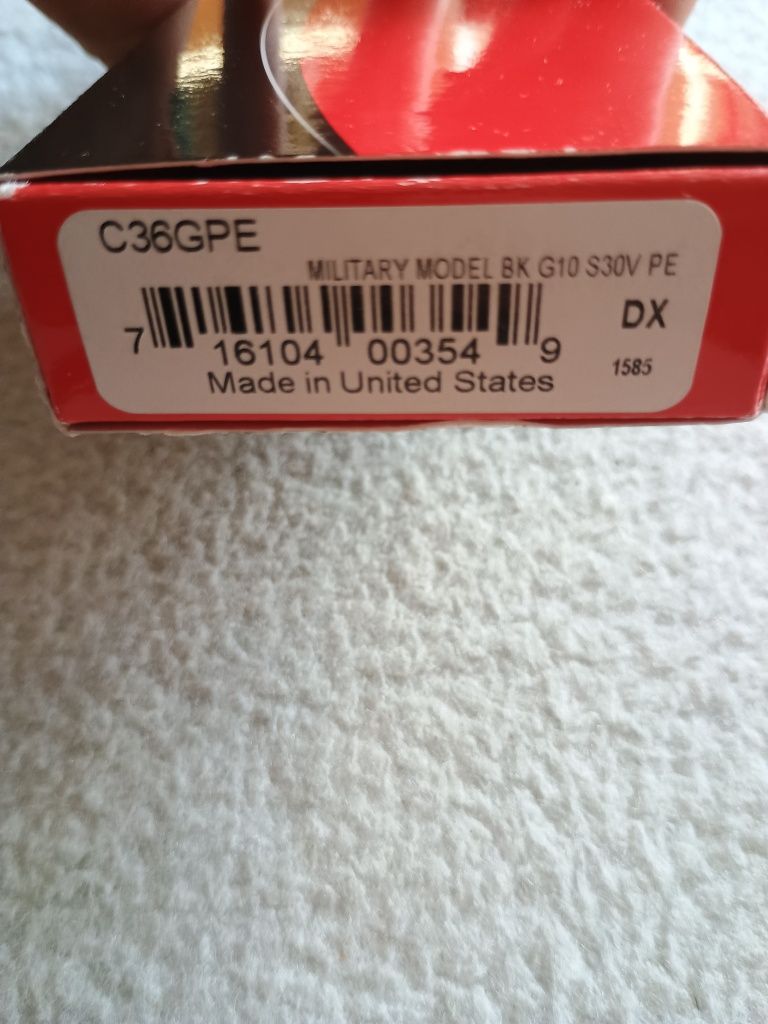 C36GPE
MILITARY MODEL BK G10 S30V PE
DX
7 16104 00354 9
1585
Made in United States